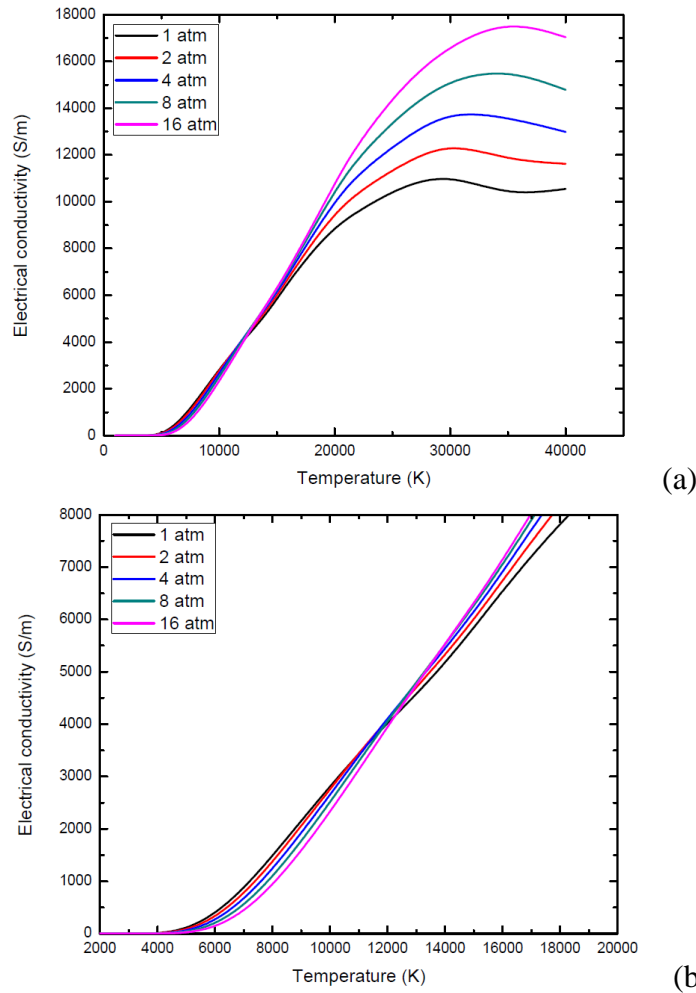 18000
16000
14000
12000
10000
8000
6000
4000
2000
0
Electrical conductivity (S/m)
1 atm
2 atm
4 atm
8 atm
16 atm
0 10000 20000 30000 40000
Temperature (K)
(a)
8000
7000
6000
5000
4000
3000
2000
1000
0
Electrical conductivity (S/m)
1 atm
2 atm
4 atm
8 atm
16 atm
2000 4000 6000 8000 10000 12000 14000 16000 18000 20000
Temperature (K)
(b